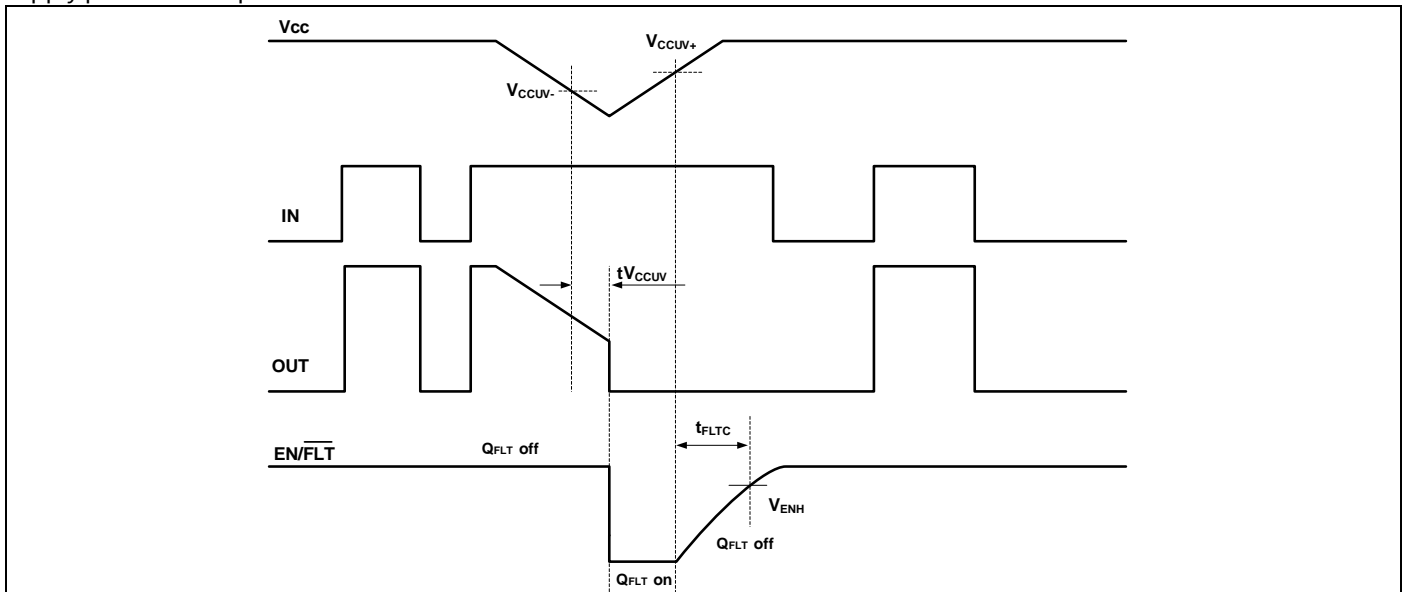 Vcc
VCCUV+
VCCUV-
IN
tVCCUV
OUT
tFLTC
EN/FLT
QFLT off
VENH
QFLT off
QFLT on